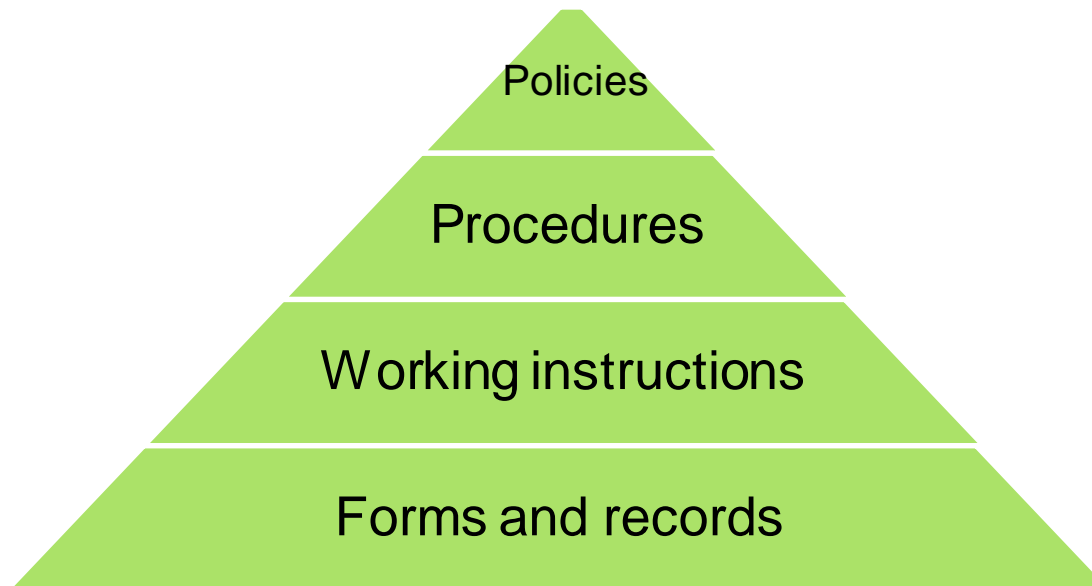 Policies
Procedures
Working instructions
Forms and records